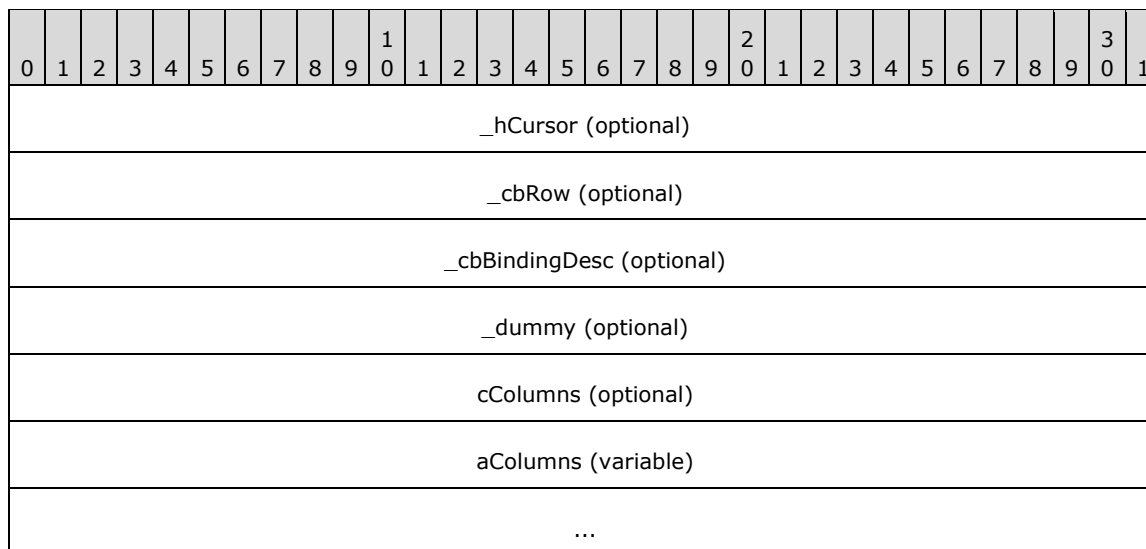 1 2 3
0 1 2 3 4 5 6 7 8 9 0 1 2 3 4 5 6 7 8 9 0 1 2 3 4 5 6 7 8 9 0 1
_hCursor (optional)
_cbRow (optional)
_cbBindingDesc (optional)
_dummy (optional)
cColumns (optional)
aColumns (variable)
...